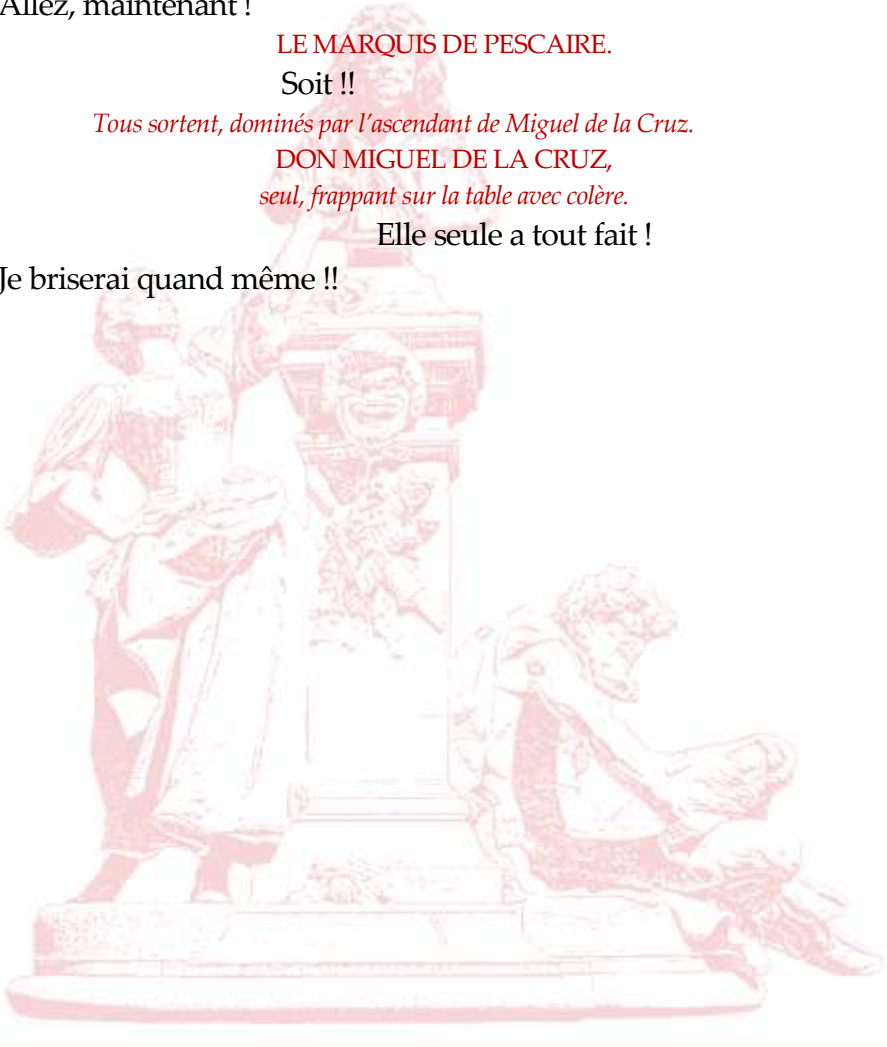 Allez, maintenant !
LE MARQUIS DE PESCAIRE.
Soit !!
Tous sortent, dominés par l’ascendant de Miguel de la Cruz.
DON MIGUEL DE LA CRUZ,
seul, frappant sur la table avec colère.
Elle seule a tout fait !
Je briserai quand même !!